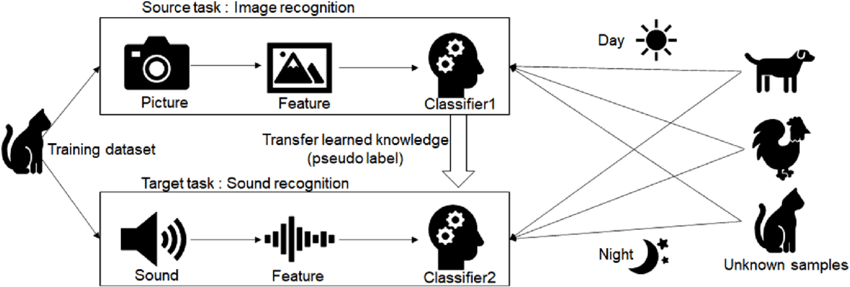 Source task : Image recognition
Picture
Feature
Classifier1
Training dataset
Transfer learned knowledge
(pseudo label)
Target task : Sound recognition
Sound
Feature
Classifier2
Day
Night
Unknown samples